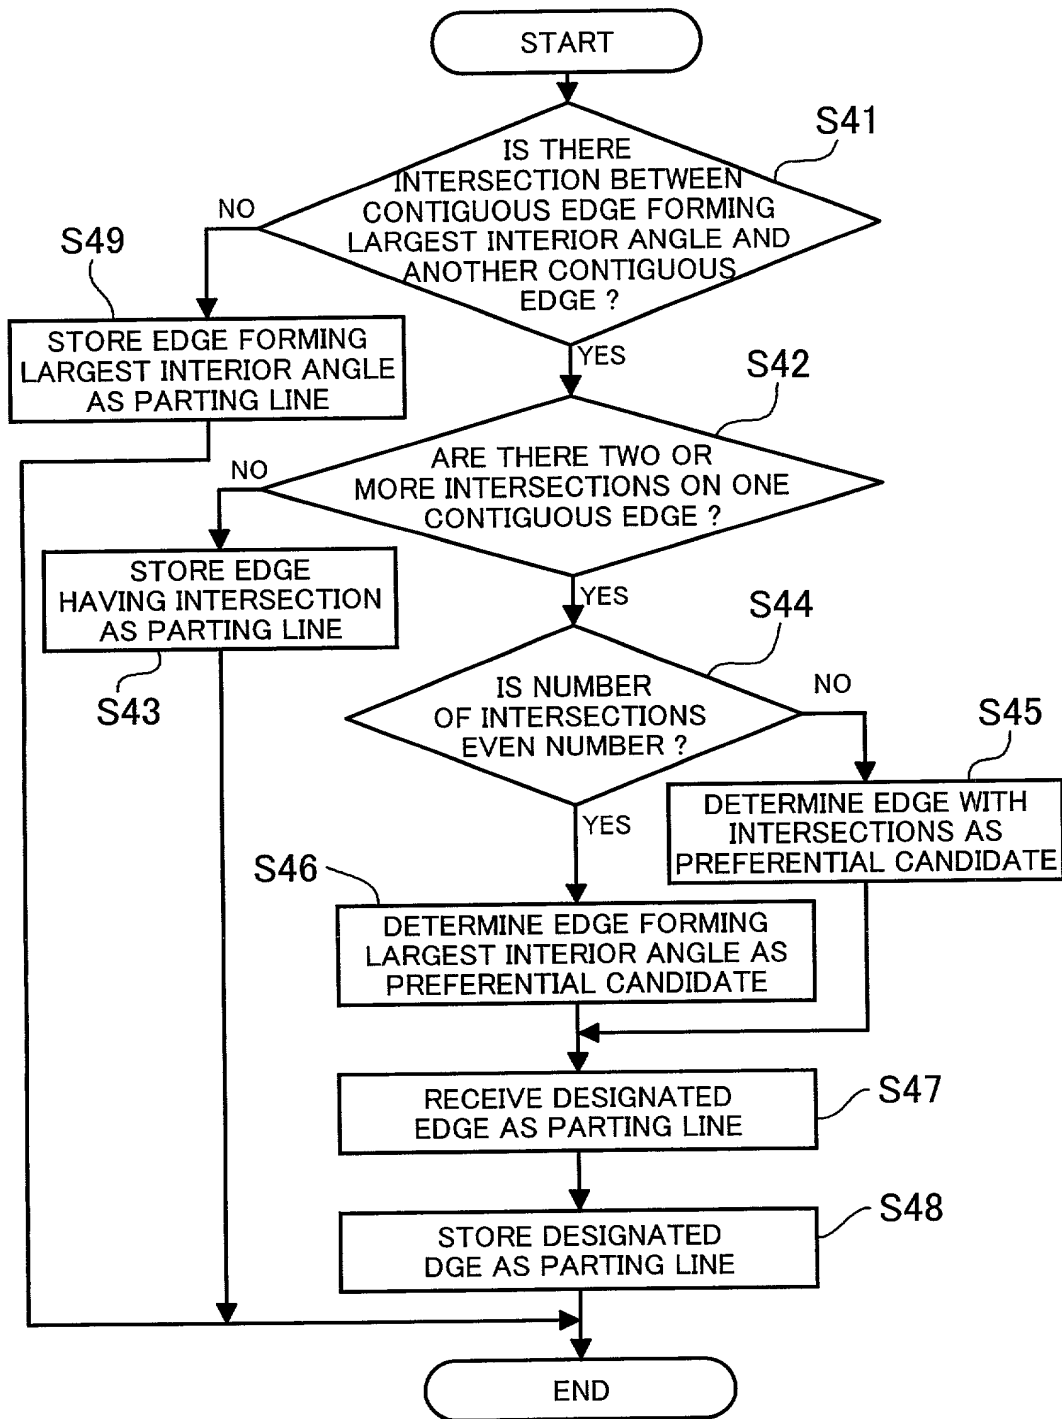 START
S41
IS THERE
INTERSECTION BETWEEN
CONTIGUOUS EDGE FORMING
LARGEST INTERIOR ANGLE AND
ANOTHER CONTIGUOUS
EDGE ?
NO
S49
STORE EDGE FORMING
LARGEST INTERIOR ANGLE
AS PARTING LINE
YES
S42
ARE THERE TWO OR
MORE INTERSECTIONS ON ONE
CONTIGUOUS EDGE ?
NO
STORE EDGE
HAVING INTERSECTION
AS PARTING LINE
S43
YES
S44
IS NUMBER
OF INTERSECTIONS
EVEN NUMBER ?
NO
S45
DETERMINE EDGE WITH
INTERSECTIONS AS
PREFERENTIAL CANDIDATE
YES
S46
DETERMINE EDGE FORMING
LARGEST INTERIOR ANGLE AS
PREFERENTIAL CANDIDATE
RECEIVE DESIGNATED
EDGE AS PARTING LINE
S47
STORE DESIGNATED
DGE AS PARTING LINE
S48
END